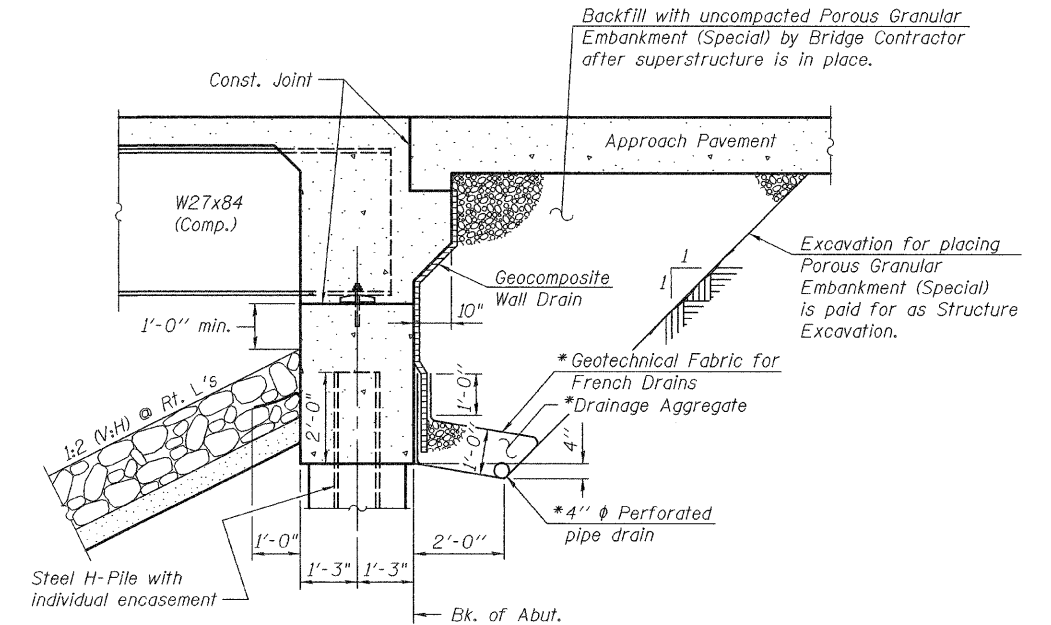 Backfill with uncompacted Porous Granular
Embankment (Special) by Bridge Contractor
after superstructure is in place.
Const. Joint
Approach Pavement
W27x84
(Comp.)
Excavation for placing
Porous Granular
Embankment (Special)
is paid for as Structure
Excavation.
1
1
Geocomposite
Wall Drain
10"
1'-0" min.
*Geotechnical Fabric for
French Drains
*Drainage Aggregate
1:2 (V:H) @ Rt. L's
2'-0"
1'-0"
1'-0"
4"
*4" ϕ Perforated
pipe drain
1'-0"
2'-0"
1'-3"
1'-3"
Steel H-Pile with
individual encasement
Bk. of Abut.